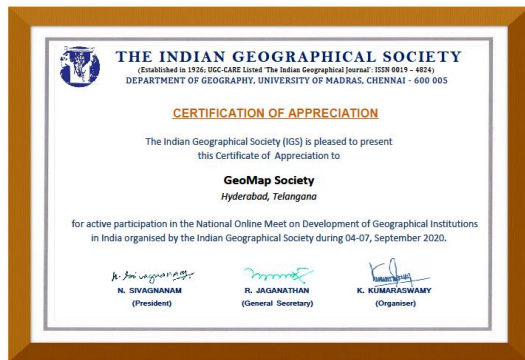 THE INDIAN GEOGRAPHICAL SOCIETY
(Established in 1926; UGC-CARE Listed 'The Indian Geographical Journal': ISSN 0019 – 4824)
DEPARTMENT OF GEOGRAPHY, UNIVERSITY OF MADRAS, CHENNAI - 600 005
CERTIFICATION OF APPRECIATION
The Indian Geographical Society (IGS) is pleased to present
this Certificate of Appreciation to
GeoMap Society
Hyderabad, Telangana
for active participation in the National Online Meet on Development of Geographical Institutions
in India organised by the Indian Geographical Society during 04-07, September 2020.
N. SIVAGNANAM R. JAGANATHAN K. KUMARASWAMY
(President) (General Secretary) (Organiser)